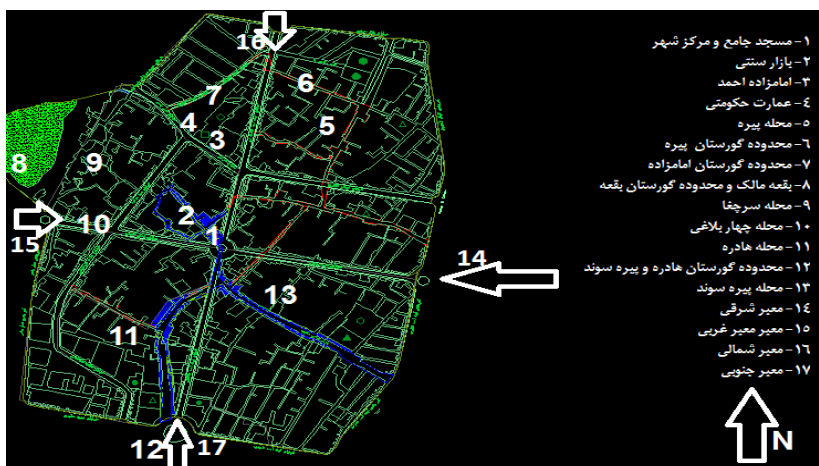 ۱- مسجد جامع و مرکز شهر
۲- بازار سنتی
۳- امامزاده احمد
٤- عمارت حکومتی
۵- محله پیره
۶- محدوده گورستان پیره
۷- محدوده گورستان امامزاده
۸- بقعه مالک و محدوده گورستان بقعه
۹- محله سرچغا
۱۰- محله چهار بلاغی
۱۱- محله هادره
۱۲- محدوده گورستان هادره و پیره سوند
۱۳- محله پیره سوند
۱٤- معبر شرقی
۱۵- معبر معبر غربی
۱۶- معبر شمالی
۱۷- معبر جنوبی
16
6
7
5
4
3
8
9
2
10
15
1
14
13
11
12
17
N